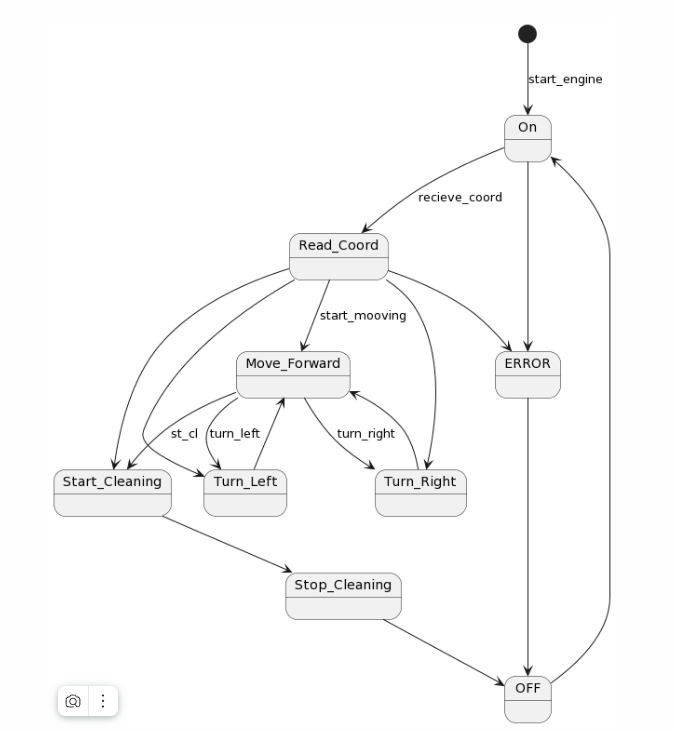 start_engine
On
recieve_coord
Read_Coord
start_mooving
Move_Forward
ERROR
st_cl
turn_left
turn_right
Start_Cleaning
Turn_Left
Turn_Right
Stop_Cleaning
OFF